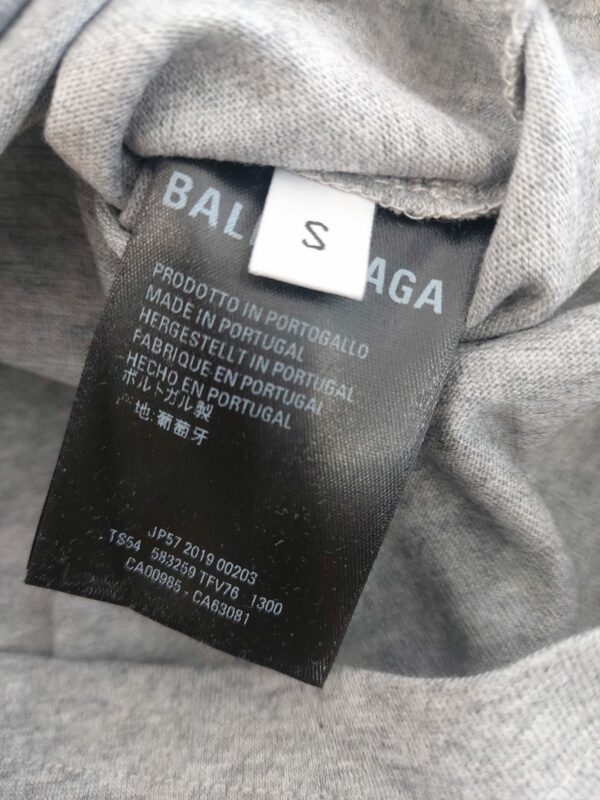 BAL AGA
S
PRODOTTO IN PORTOGALLO
MADE IN PORTUGAL
HERGESTELLT IN PORTUGAL
FABRIQUE EN PORTUGAL
HECHO EN PORTUGAL
ポルトガル製
地:葡萄牙
JP57 2019 00203
TS54 583259 TFV76 1300
CA00985 , CA63081